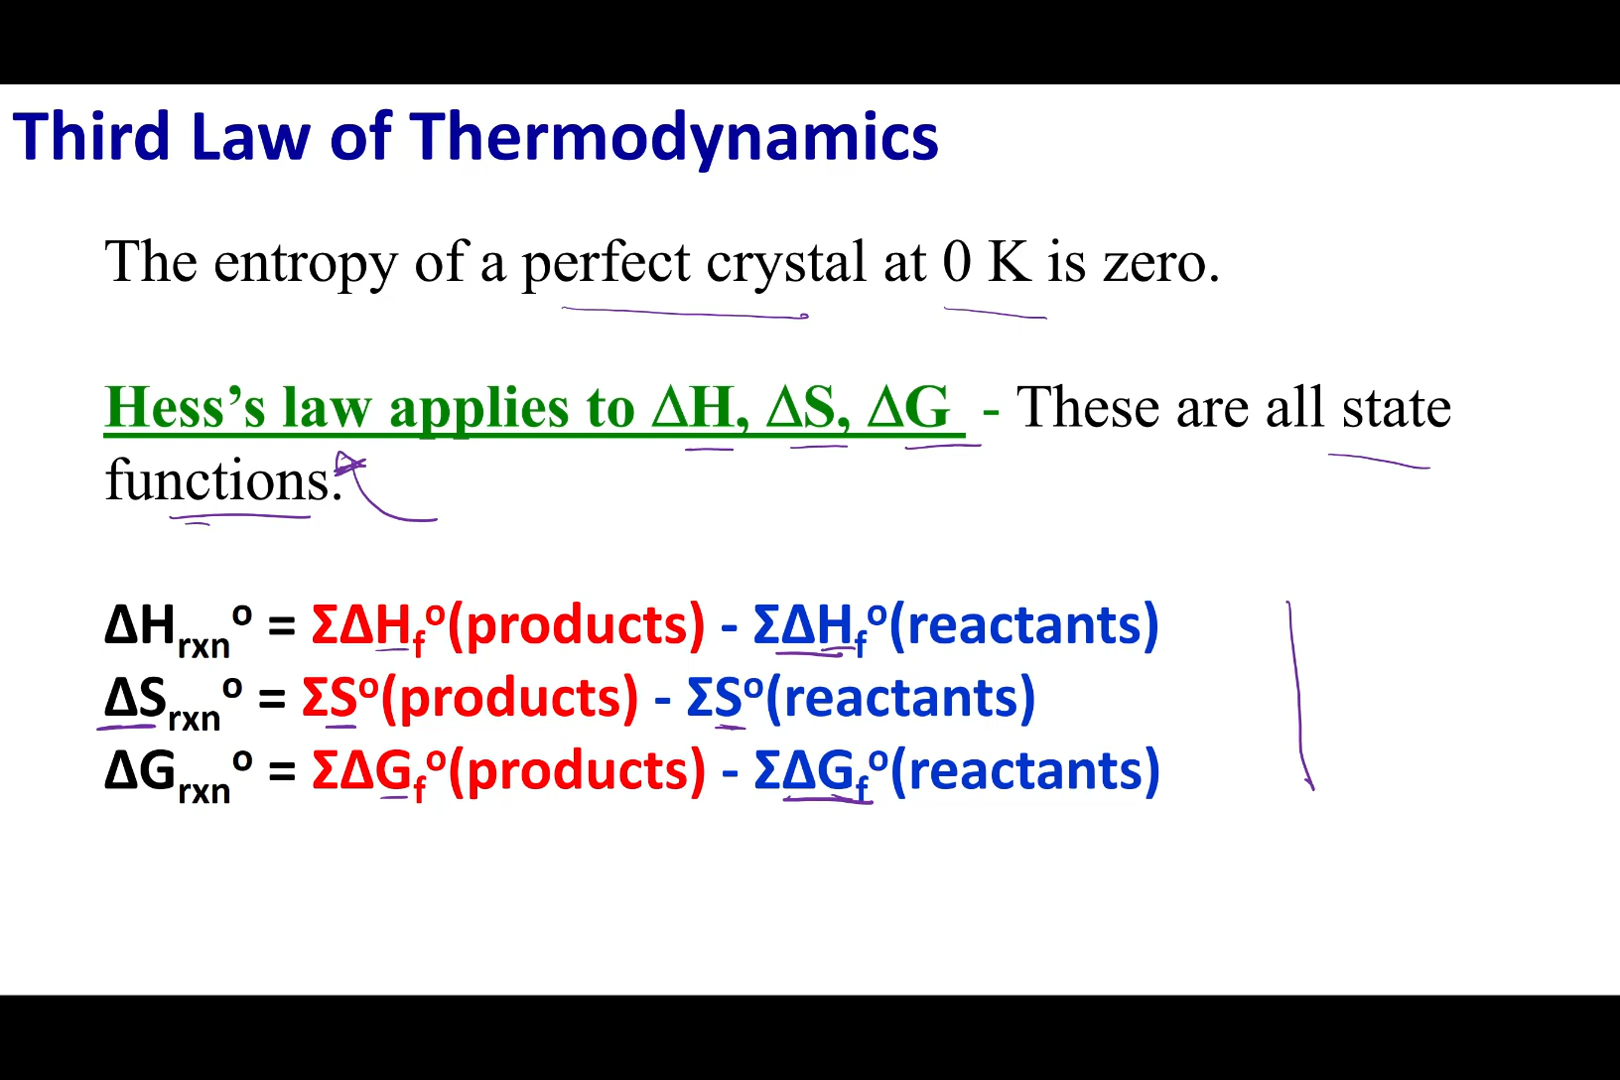 Third Law of Thermodynamics
The entropy of a perfect crystal at 0 K is zero.
Hess’s law applies to ΔH, ΔS, ΔG - These are all state
functions.
ΔHrxnº = ΣΔHfº(products) - ΣΔHfº(reactants)
ΔSrxnº = ΣSº(products) - ΣSº(reactants)
ΔGrxnº = ΣΔGfº(products) - ΣΔGfº(reactants)